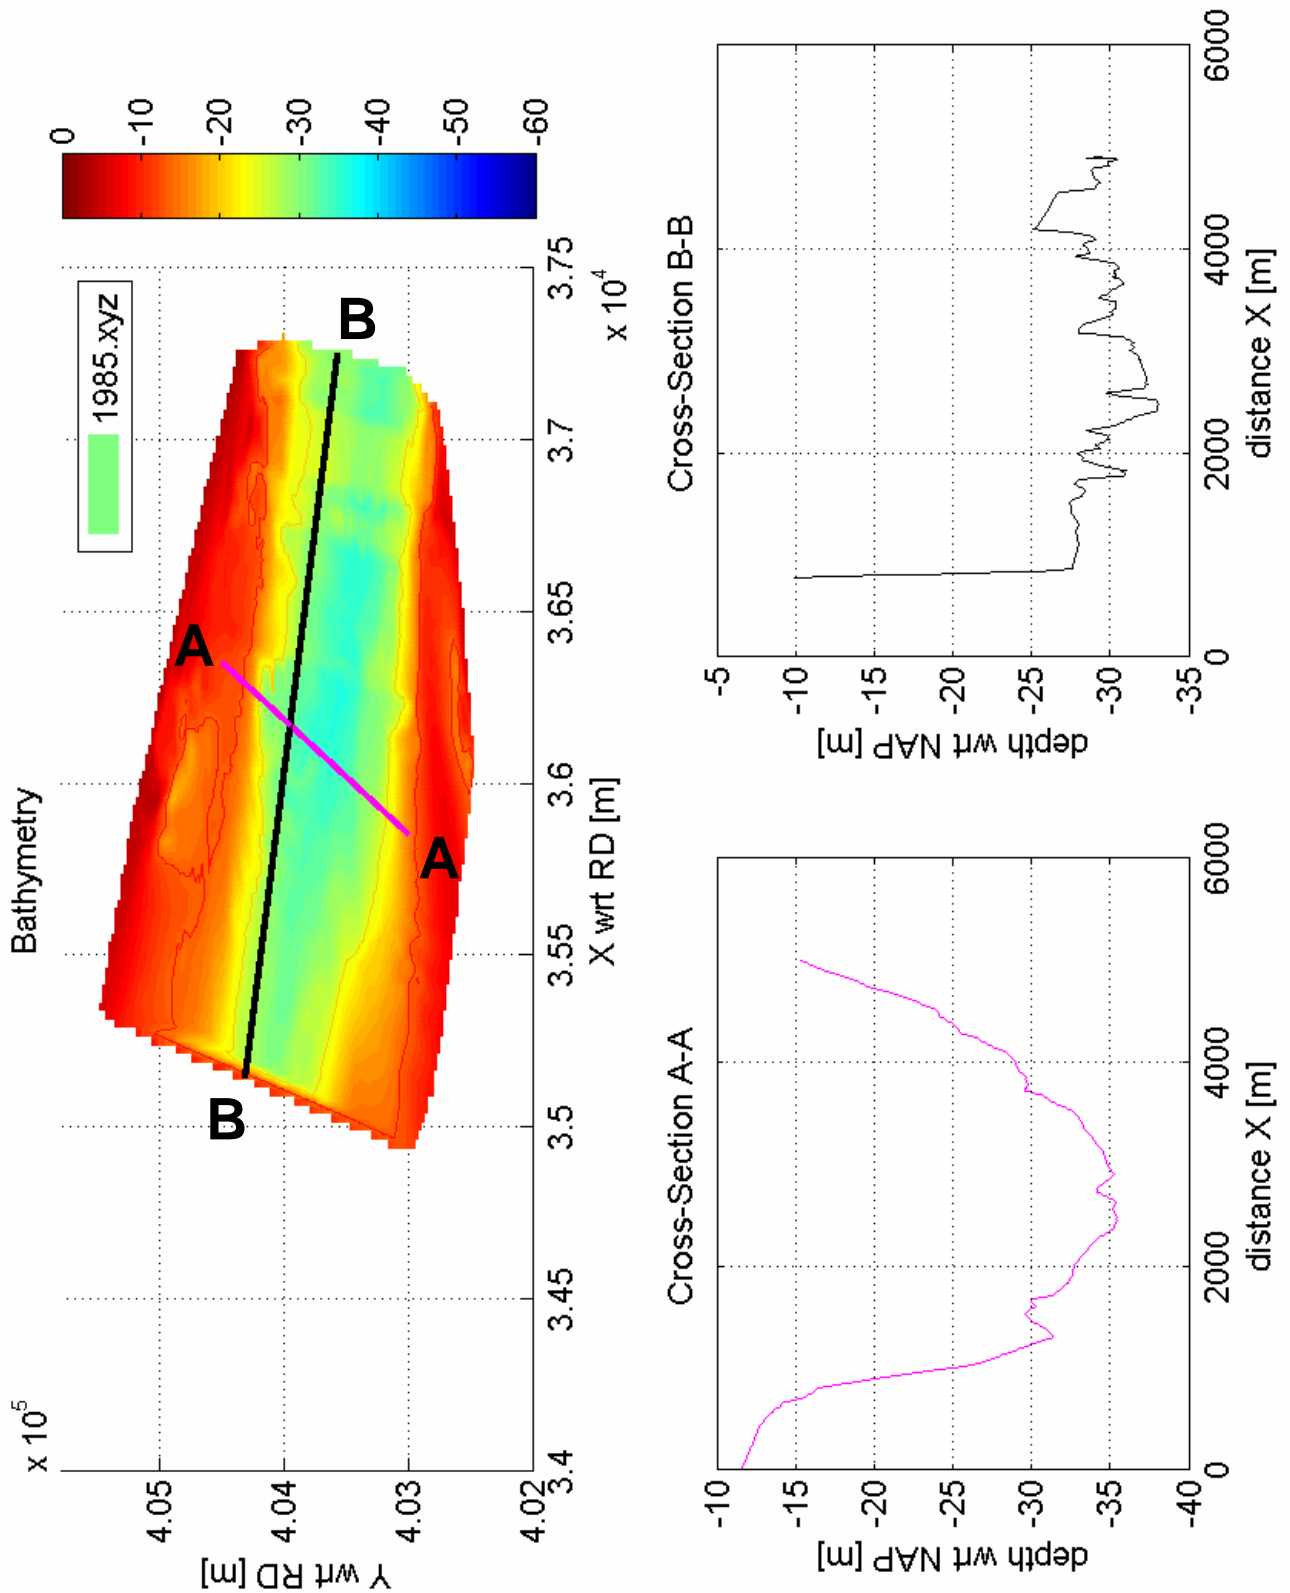 Bathymetry
x 10^5
4.05
4.04
4.03
4.02
Y wrt RD [m]
3.4
3.45
3.5
3.55
3.6
3.65
3.7
3.75
x 10^4
X wrt RD [m]
1985.xyz
A
A
B
B
0
-10
-20
-30
-40
-50
-60
Cross-Section A-A
-10
-15
-20
-25
-30
-35
-40
depth wrt NAP [m]
0
2000
4000
6000
distance X [m]
Cross-Section B-B
-5
-10
-15
-20
-25
-30
-35
depth wrt NAP [m]
0
2000
4000
6000
distance X [m]